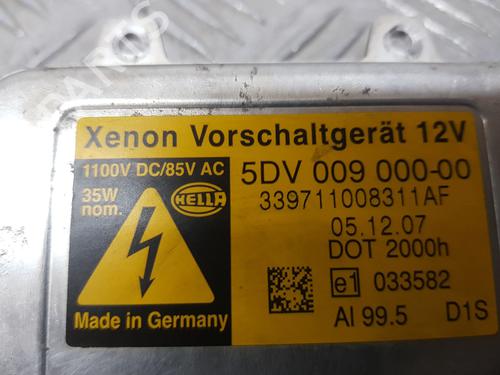 Xenon Vorschaltgerät 12V
1100V DC/85V AC
35W
nom.
HELLA
Made in Germany
5DV 009 000-00
339711008311AF
05.12.07
DOT 2000h
e1 033582
Al 99.5 D1S